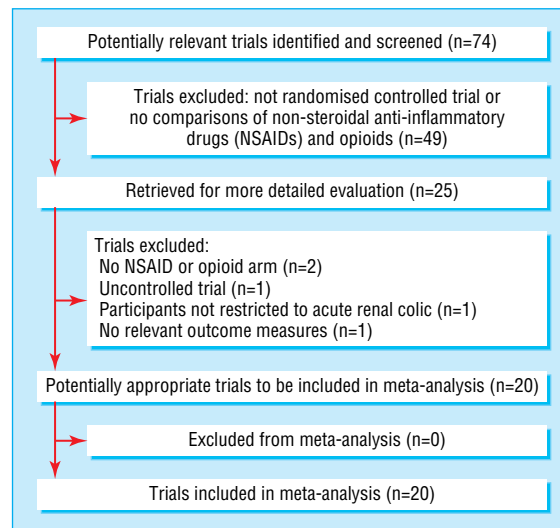 Potentially relevant trials identified and screened (n=74)
Trials excluded: not randomised controlled trial or
no comparisons of non-steroidal anti-inflammatory
drugs (NSAIDs) and opioids (n=49)
Retrieved for more detailed evaluation (n=25)
Trials excluded:
No NSAID or opioid arm (n=2)
Uncontrolled trial (n=1)
Participants not restricted to acute renal colic (n=1)
No relevant outcome measures (n=1)
Potentially appropriate trials to be included in meta-analysis (n=20)
Excluded from meta-analysis (n=0)
Trials included in meta-analysis (n=20)